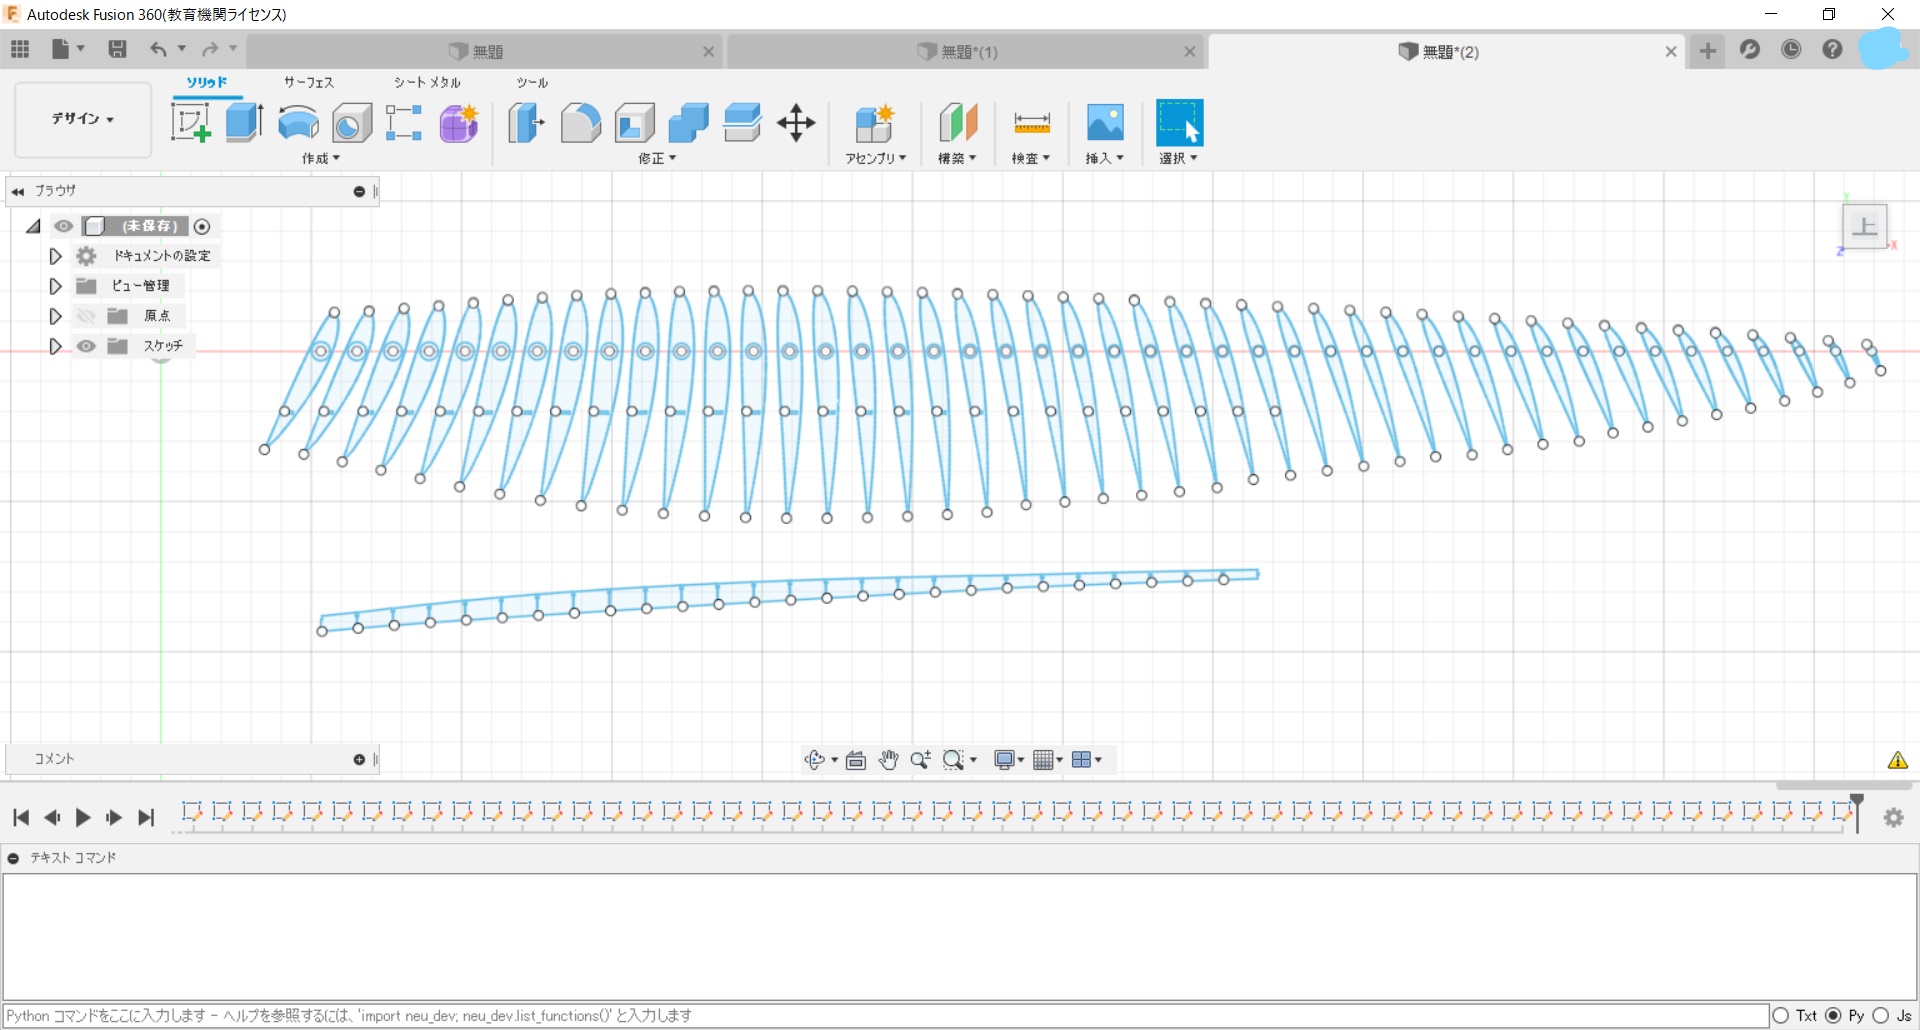 Autodesk Fusion 360(教育機関ライセンス)
無題
無題*(1)
無題*(2)
デザイン
ソリッド
サーフェス
シート メタル
ツール
作成
修正
アセンブリ
構築
検査
挿入
選択
ブラウザ
(未保存)
ドキュメントの設定
ビュー管理
原点
スケッチ
上
Y
X
Z
コメント
テキスト コマンド
Python コマンドをここに入力します - ヘルプを参照するには、'import neu_dev; neu_dev.list_functions()' と入力します
Txt
Py
Js